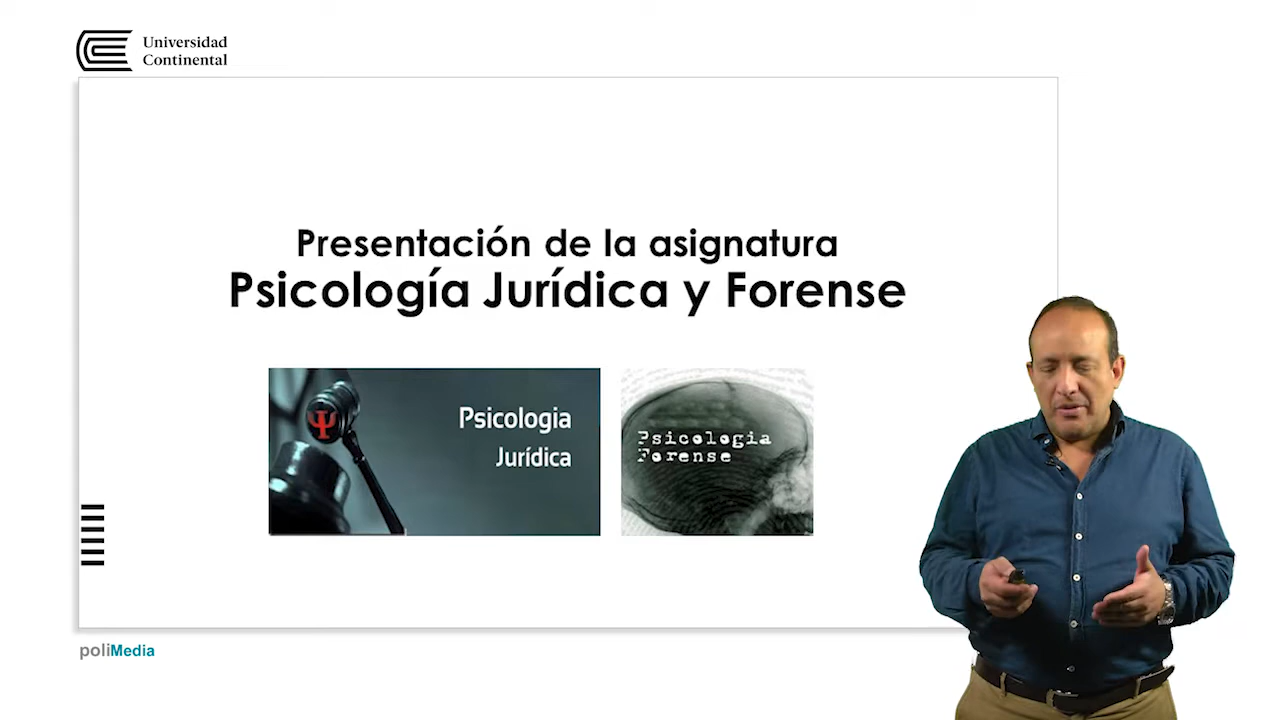 Universidad
Continental
Presentación de la asignatura
Psicología Jurídica y Forense
Psicologia
Jurídica
Psicologia
Forense
poliMedia